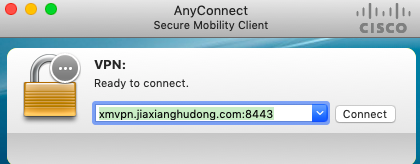 AnyConnect
Secure Mobility Client
CISCO
VPN:
Ready to connect.
xmvpn.jiaxianghudong.com:8443
Connect